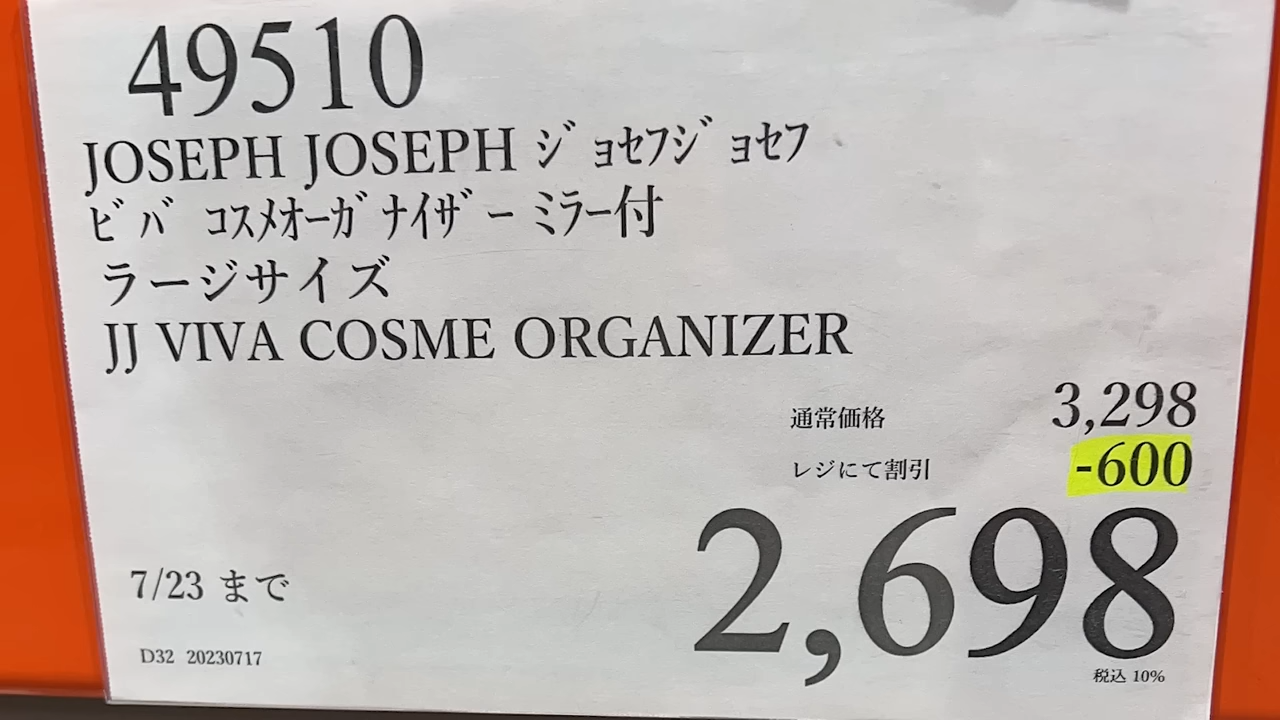 49510
JOSEPH JOSEPH ジョセフジョセフ
ビバ コスメオーガナイザー ミラー付
ラージサイズ
JJ VIVA COSME ORGANIZER
通常価格 3,298
レジにて割引 -600
2,698
税込 10%
7/23 まで
D32 20230717